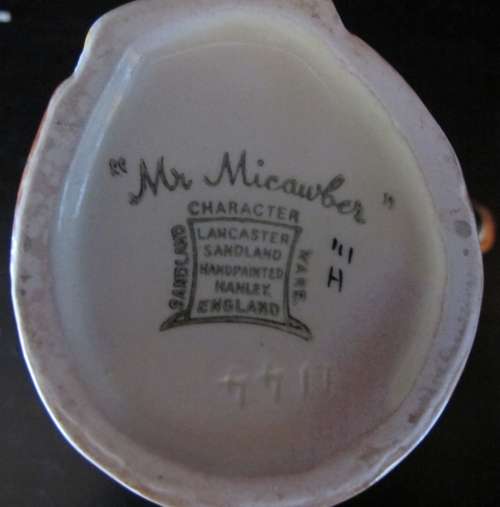 "Mr Micawber"
CHARACTER
SANDLAND
WARE
LANCASTER
SANDLAND
HANDPAINTED
HANLEY
ENGLAND
H